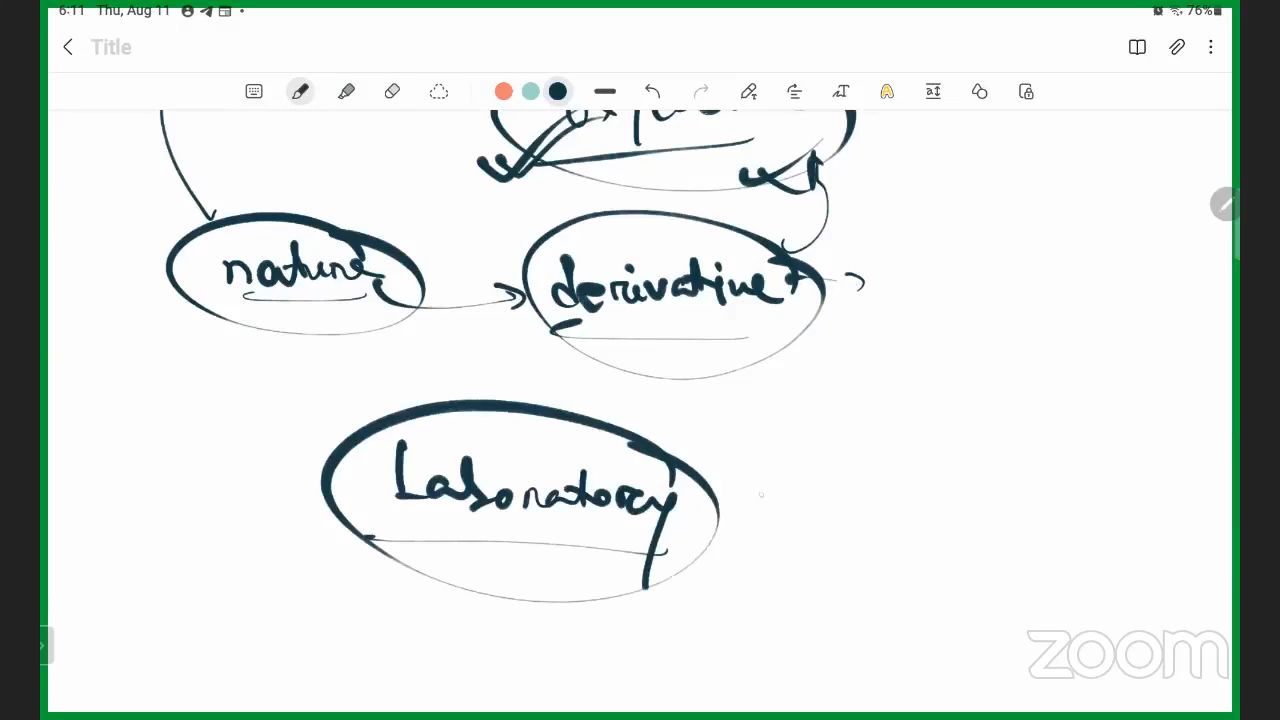 6:11 Thu, Aug 11 76%
Title
nature
derivative
Laboratory
zoom